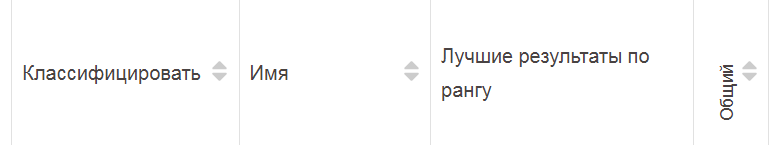 Классифицировать
Имя
Лучшие результаты по
рангу
Общий